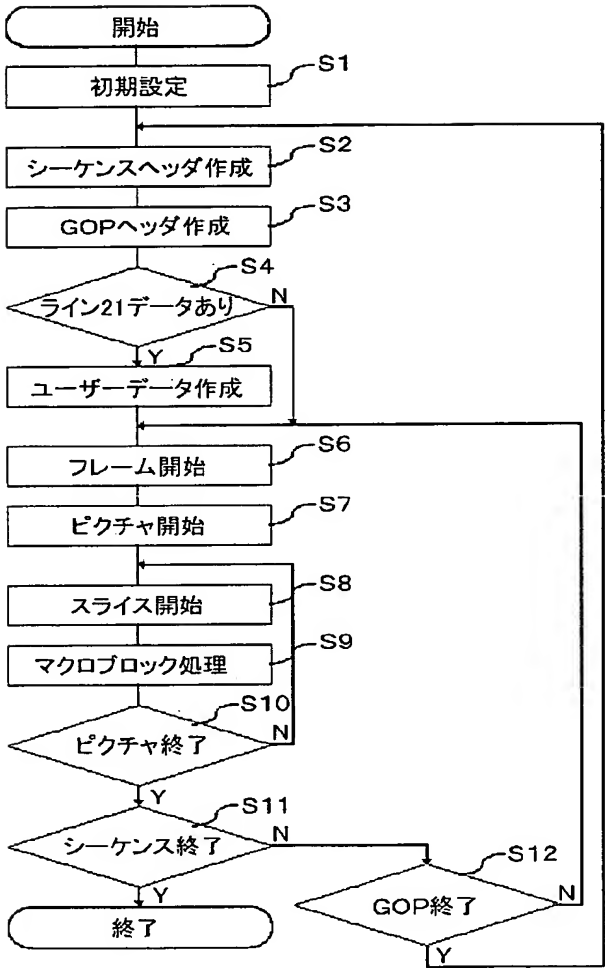 開始
S1
初期設定
S2
シーケンスヘッダ作成
S3
GOPヘッダ作成
S4
ライン21データあり
N
Y
S5
ユーザーデータ作成
S6
フレーム開始
S7
ピクチャ開始
S8
スライス開始
S9
マクロブロック処理
S10
ピクチャ終了
N
Y
S11
シーケンス終了
N
S12
GOP終了
N
Y
Y
終了